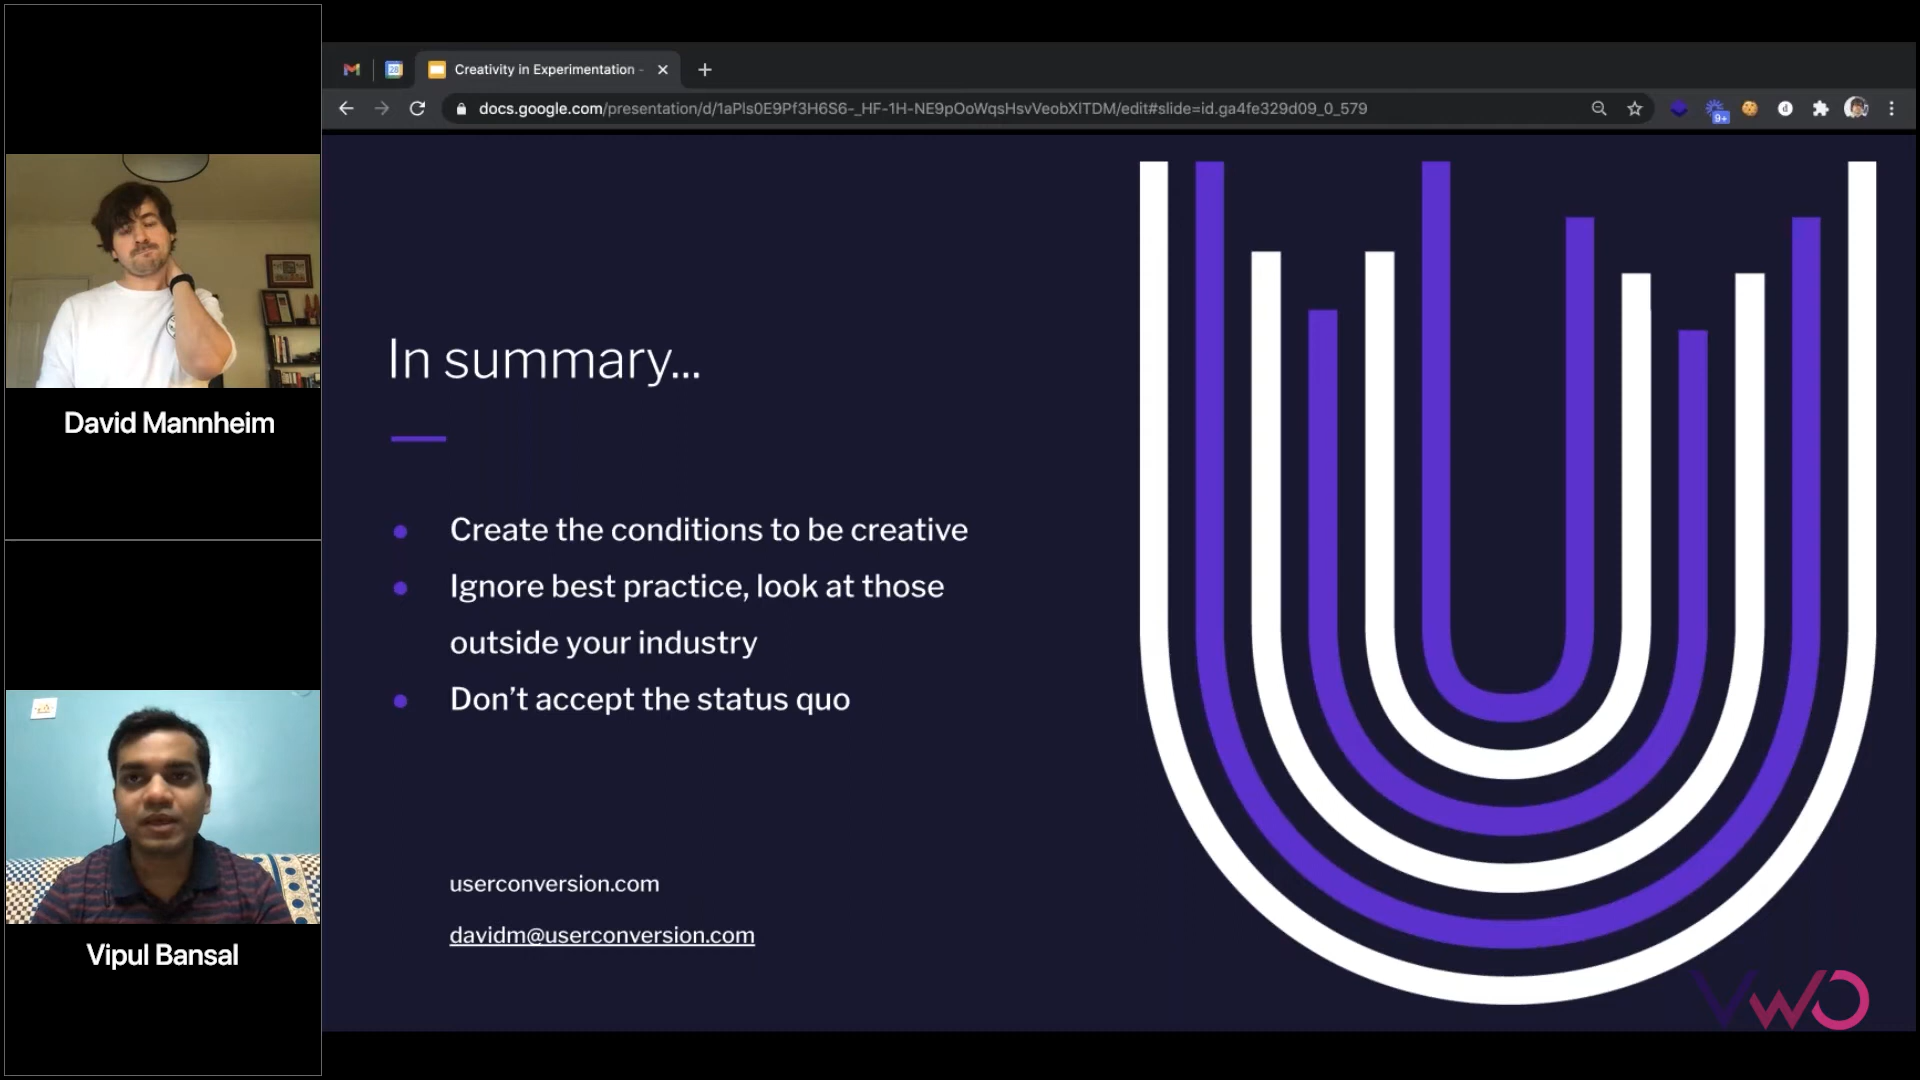 Creativity in Experimentation -
docs.google.com/presentation/d/1aPls0E9Pf3H6S6-_HF-1H-NE9pOoWqsHsvVeobXlTDM/edit#slide=id.ga4fe329d09_0_579
9+
David Mannheim
In summary...
Create the conditions to be creative
Ignore best practice, look at those
outside your industry
Don’t accept the status quo
userconversion.com
davidm@userconversion.com
Vipul Bansal
VWO